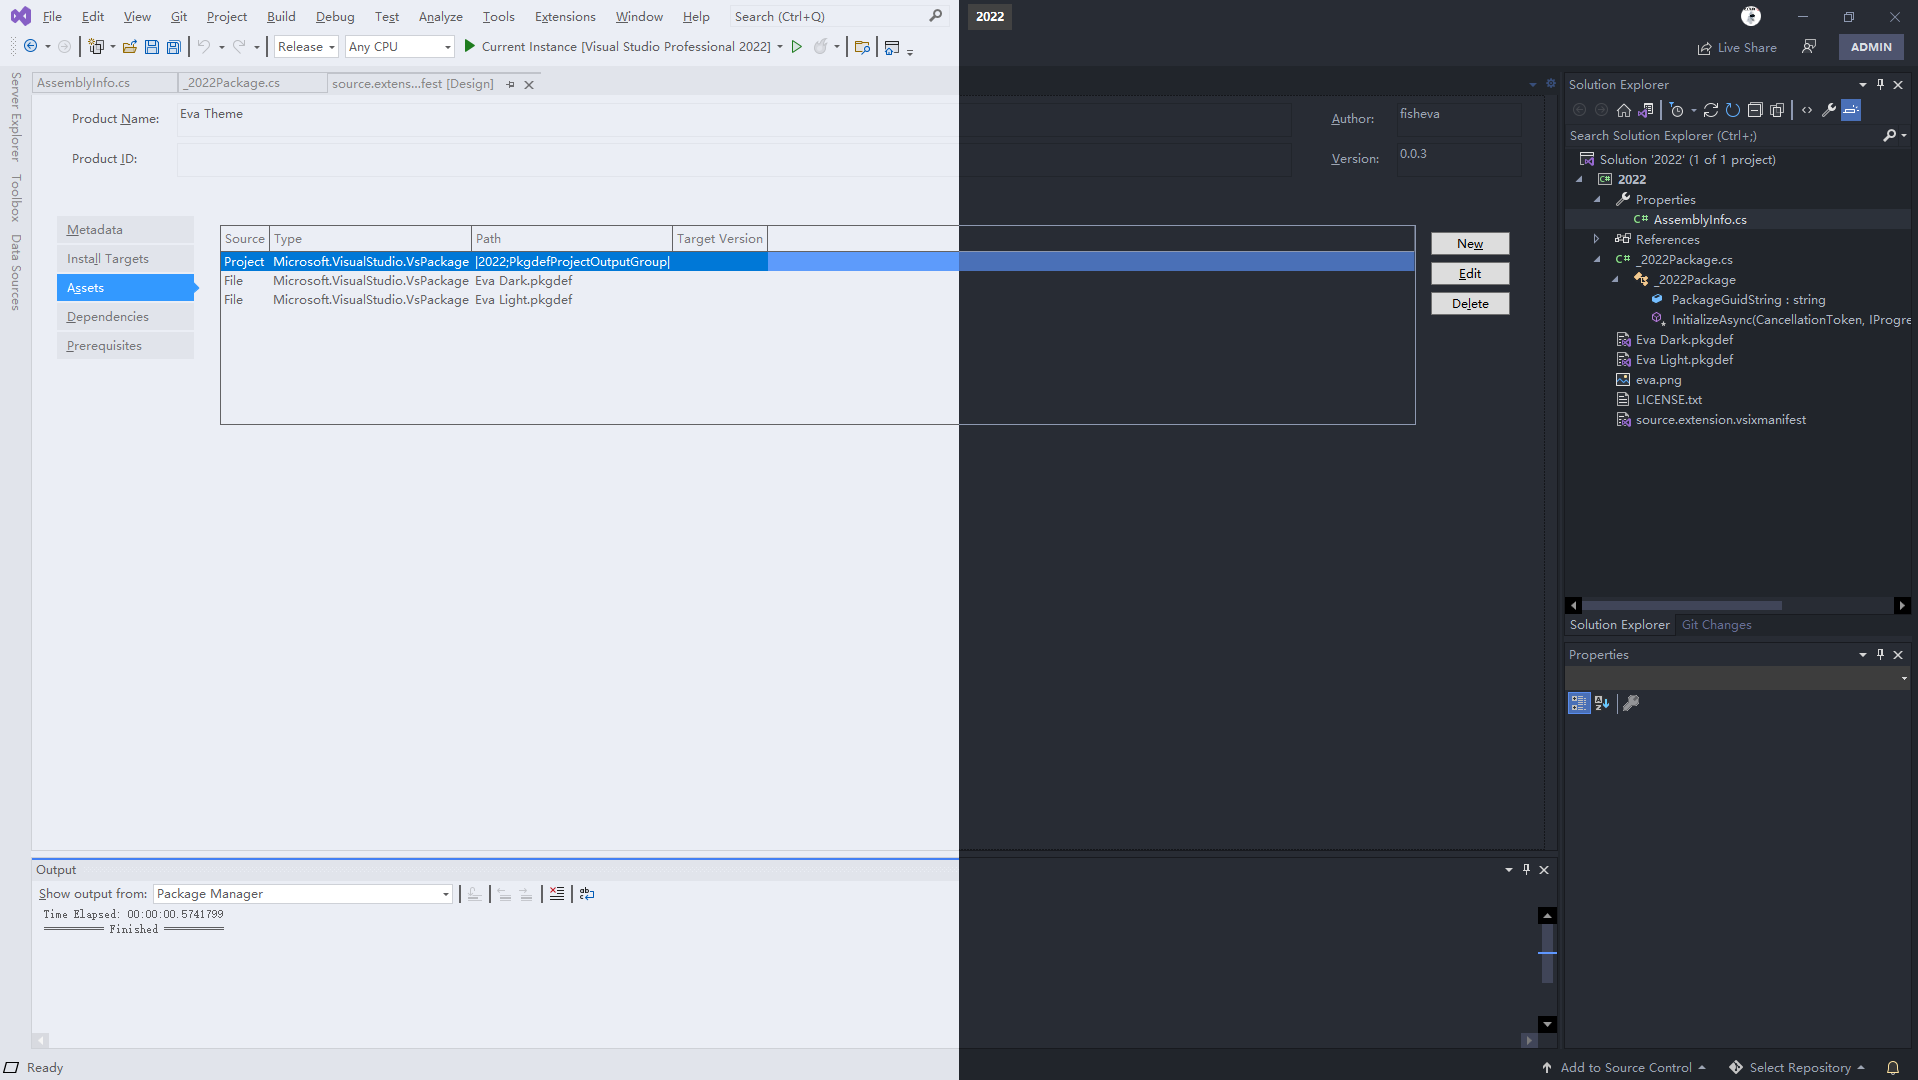 File Edit View Git Project Build Debug Test Analyze Tools Extensions Window Help Search (Ctrl+Q) 2022
Release Any CPU Current Instance [Visual Studio Professional 2022] Live Share ADMIN
Server Explorer
Toolbox
Data Sources
AssemblyInfo.cs _2022Package.cs source.extens...fest [Design]
Product Name: Eva Theme Author: fisheva
Product ID: Version: 0.0.3
Metadata
Install Targets
Assets
Dependencies
Prerequisites
Source Type Path Target Version
Project Microsoft.VisualStudio.VsPackage |2022;PkgdefProjectOutputGroup|
File Microsoft.VisualStudio.VsPackage Eva Dark.pkgdef
File Microsoft.VisualStudio.VsPackage Eva Light.pkgdef
New
Edit
Delete
Output
Show output from: Package Manager
Time Elapsed: 00:00:00.5741799
========== Finished ==========
Solution Explorer
Search Solution Explorer (Ctrl+;)
Solution '2022' (1 of 1 project)
2022
Properties
C# AssemblyInfo.cs
References
C# _2022Package.cs
_2022Package
PackageGuidString : string
InitializeAsync(CancellationToken, IProgre
Eva Dark.pkgdef
Eva Light.pkgdef
eva.png
LICENSE.txt
source.extension.vsixmanifest
Solution Explorer Git Changes
Properties
Ready Add to Source Control Select Repository